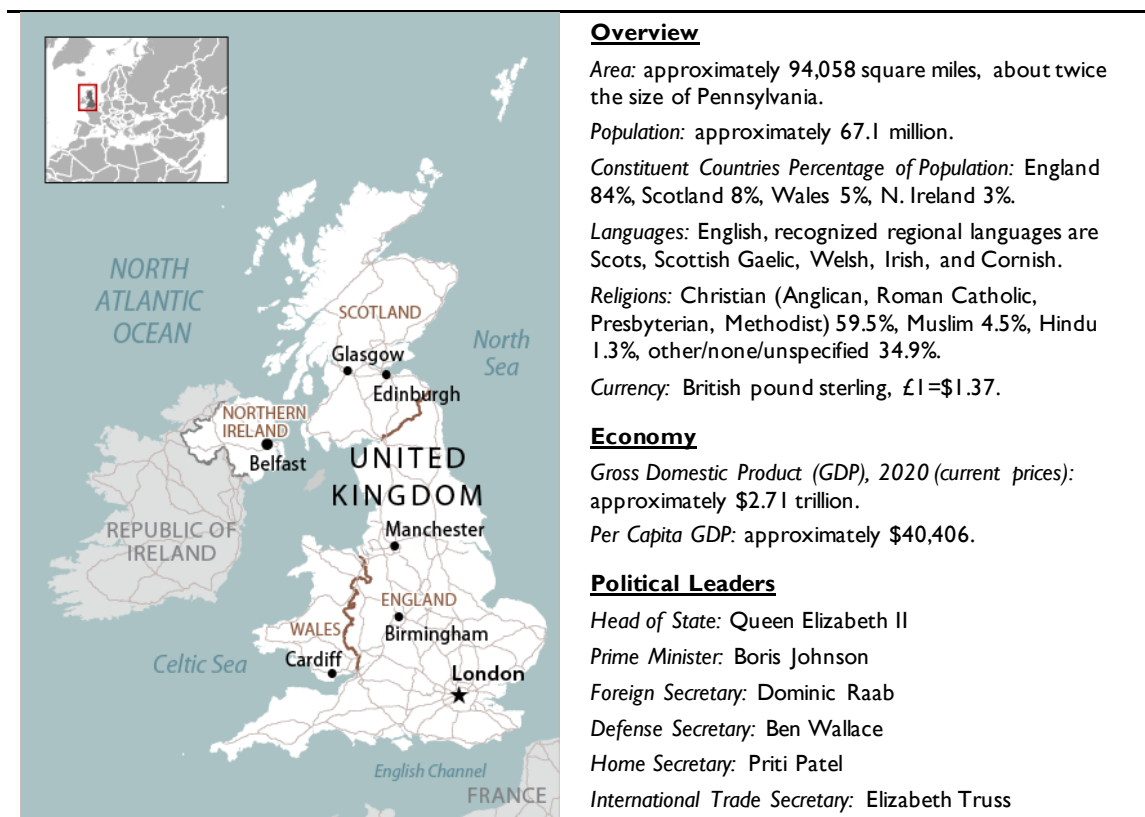 NORTH
ATLANTIC
OCEAN
SCOTLAND
North
Sea
Glasgow
Edinburgh
NORTHERN
IRELAND
Belfast
UNITED
KINGDOM
REPUBLIC OF
IRELAND
Manchester
ENGLAND
WALES
Birmingham
Celtic Sea
Cardiff
London
English Channel
FRANCE
Overview
Area: approximately 94,058 square miles, about twice
the size of Pennsylvania.
Population: approximately 67.1 million.
Constituent Countries Percentage of Population: England
84%, Scotland 8%, Wales 5%, N. Ireland 3%.
Languages: English, recognized regional languages are
Scots, Scottish Gaelic, Welsh, Irish, and Cornish.
Religions: Christian (Anglican, Roman Catholic,
Presbyterian, Methodist) 59.5%, Muslim 4.5%, Hindu
1.3%, other/none/unspecified 34.9%.
Currency: British pound sterling, £1=$1.37.
Economy
Gross Domestic Product (GDP), 2020 (current prices):
approximately $2.71 trillion.
Per Capita GDP: approximately $40,406.
Political Leaders
Head of State: Queen Elizabeth II
Prime Minister: Boris Johnson
Foreign Secretary: Dominic Raab
Defense Secretary: Ben Wallace
Home Secretary: Priti Patel
International Trade Secretary: Elizabeth Truss